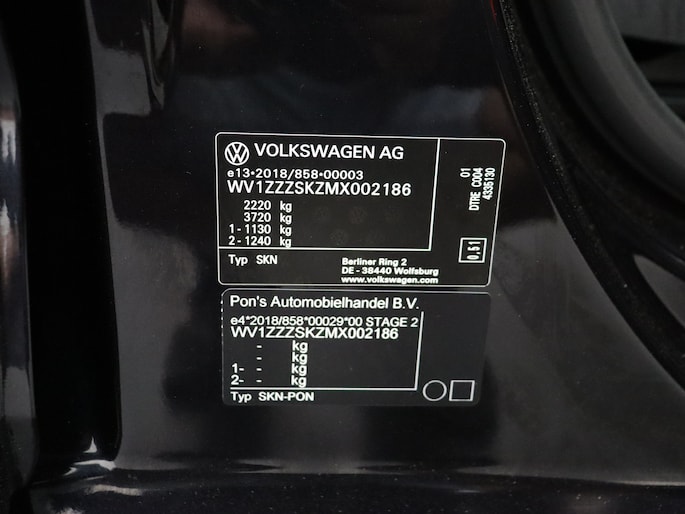 VOLKSWAGEN AG
e13*2018/858*00003
WV1ZZZSKZMX002186
2220 kg
3720 kg
1- 1130 kg
2- 1240 kg
Typ SKN
Berliner Ring 2
DE - 38440 Wolfsburg
www.volkswagen.com
01
DTRE C004
4335130
0,51
Pon's Automobielhandel B.V.
e4*2018/858*00029*00 STAGE 2
WV1ZZZSKZMX002186
- kg
- kg
1- - kg
2- - kg
Typ SKN-PON